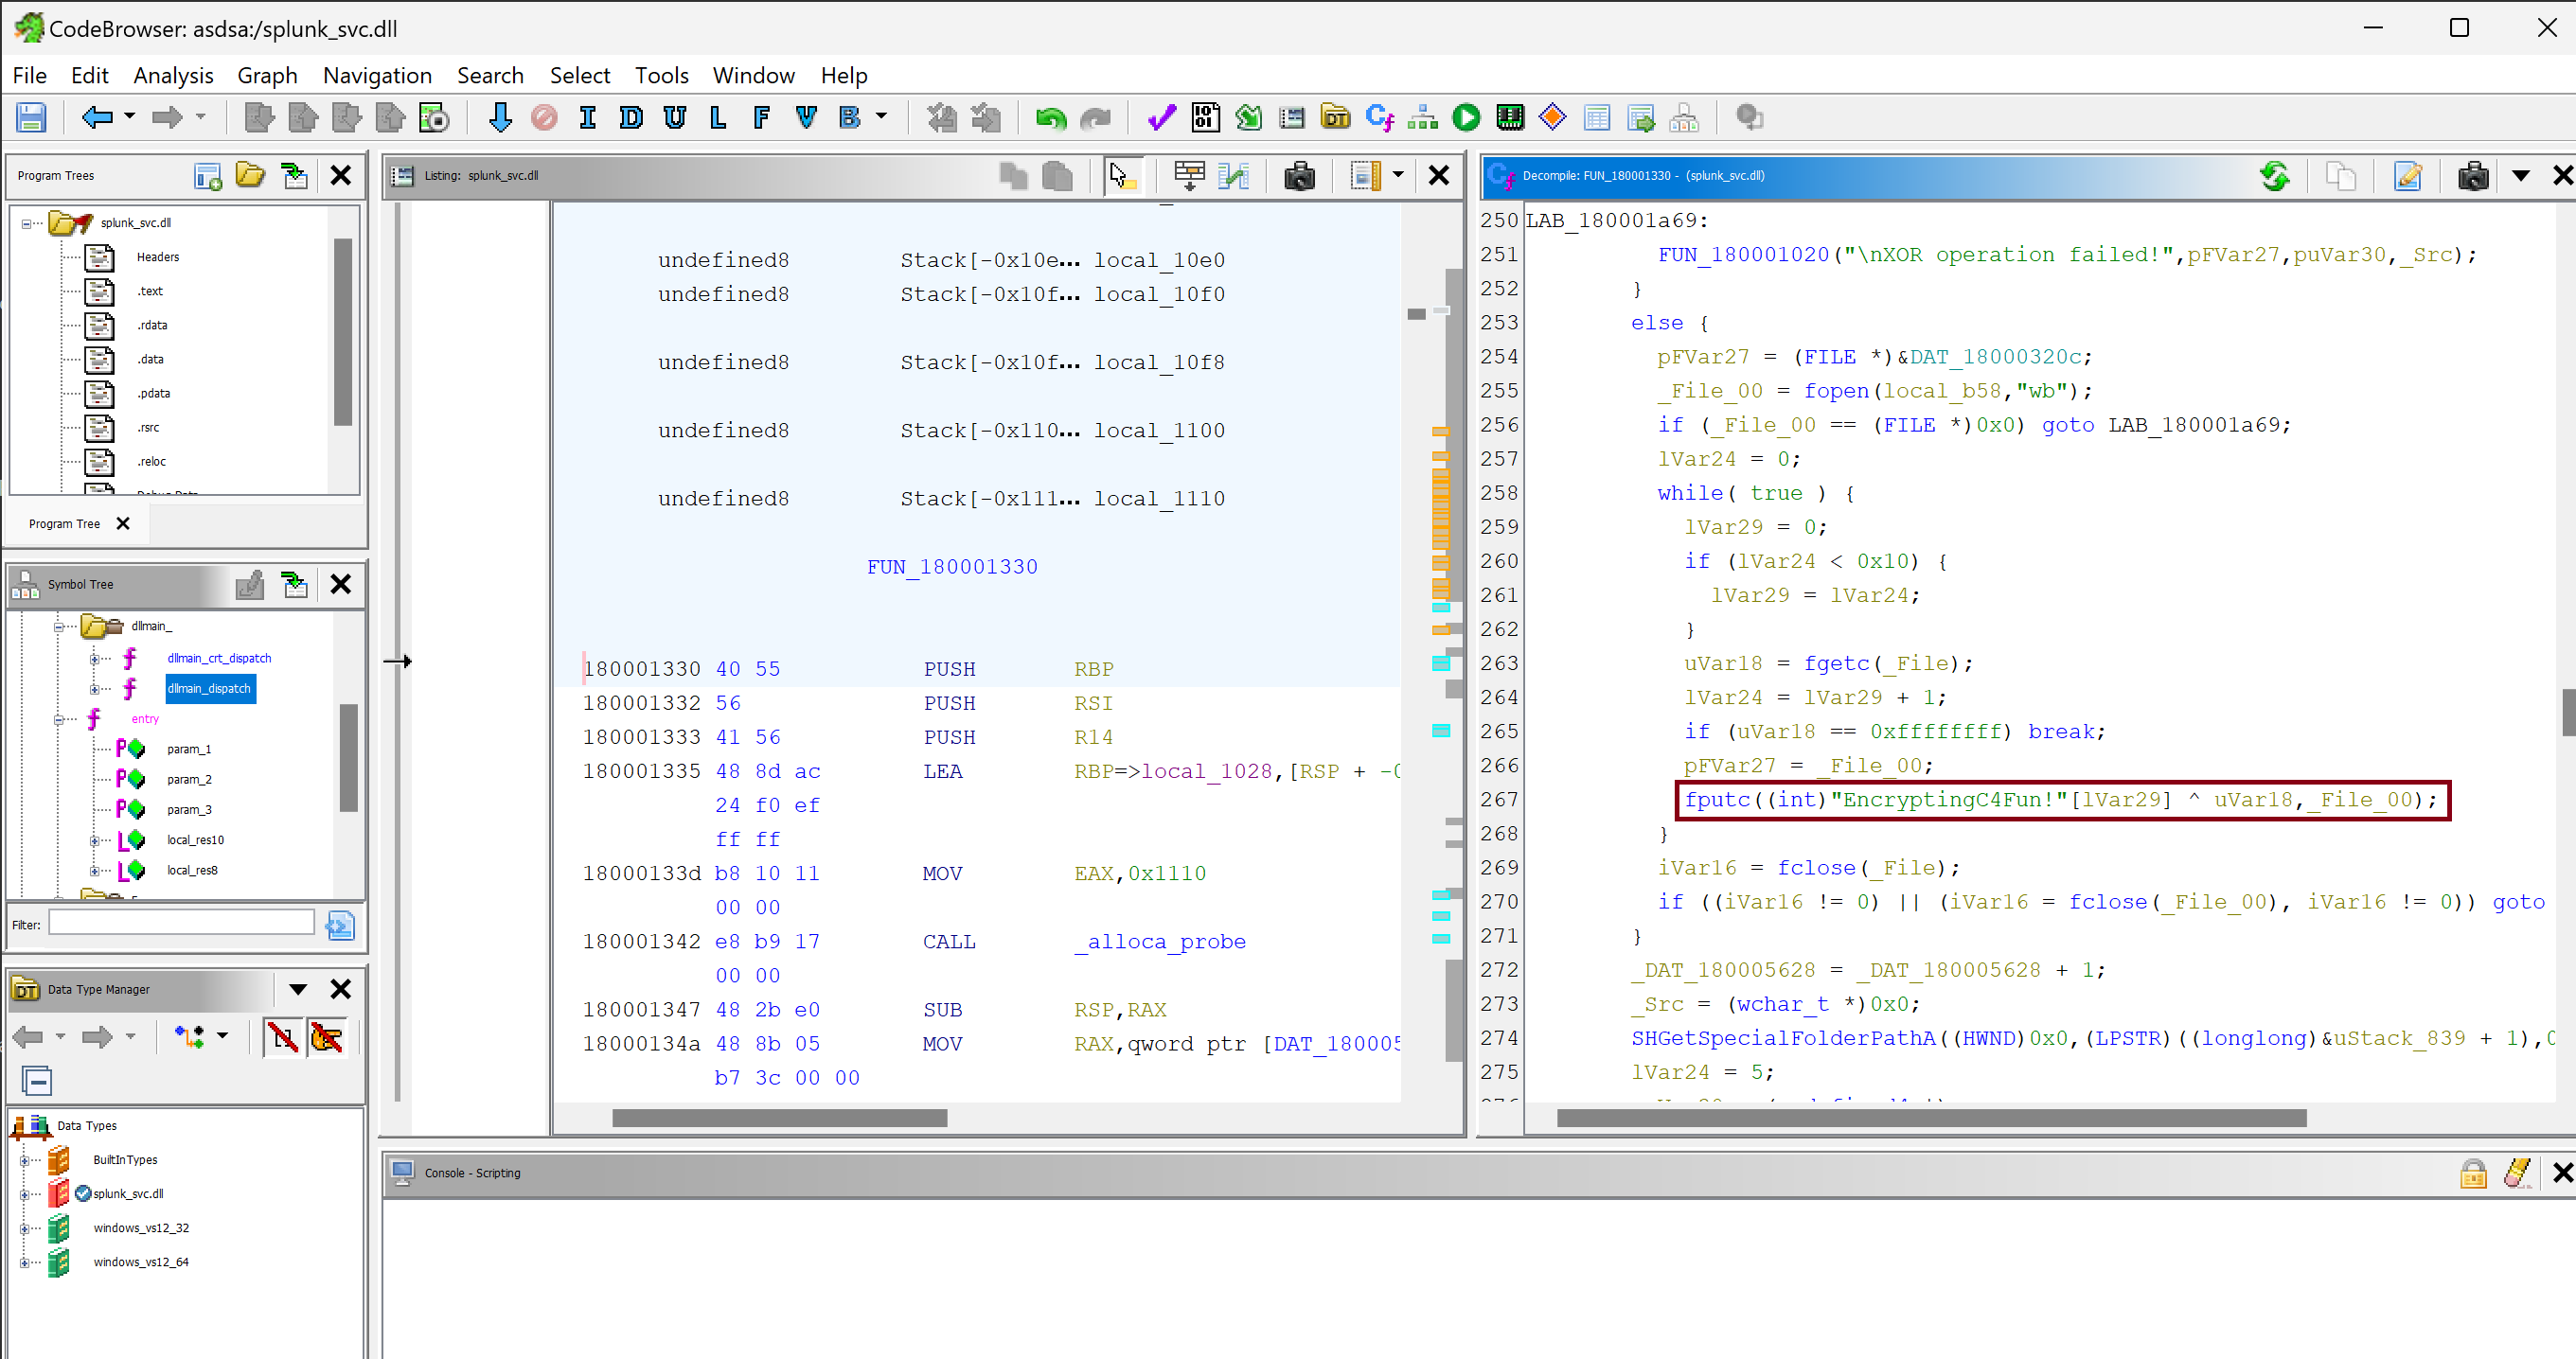 CodeBrowser: asdsa:/splunk_svc.dll
File Edit Analysis Graph Navigation Search Select Tools Window Help
I D U L F V B
Program Trees
splunk_svc.dll
Headers
.text
.rdata
.data
.pdata
.rsrc
.reloc
Program Tree
Symbol Tree
dllmain_
dllmain_crt_dispatch
dllmain_dispatch
entry
param_1
param_2
param_3
local_res10
local_res8
Filter:
Data Type Manager
Data Types
BuiltInTypes
splunk_svc.dll
windows_vs12_32
windows_vs12_64
Listing: splunk_svc.dll
undefined8 Stack[-0x10e... local_10e0
undefined8 Stack[-0x10f... local_10f0
undefined8 Stack[-0x10f... local_10f8
undefined8 Stack[-0x110... local_1100
undefined8 Stack[-0x111... local_1110
FUN_180001330
180001330 40 55 PUSH RBP
180001332 56 PUSH RSI
180001333 41 56 PUSH R14
180001335 48 8d ac LEA RBP=>local_1028,[RSP + -0
24 f0 ef
ff ff
18000133d b8 10 11 MOV EAX,0x1110
00 00
180001342 e8 b9 17 CALL _alloca_probe
00 00
180001347 48 2b e0 SUB RSP,RAX
18000134a 48 8b 05 MOV RAX,qword ptr [DAT_180005
b7 3c 00 00
Decompile: FUN_180001330 - (splunk_svc.dll)
250 LAB_180001a69:
251 FUN_180001020("\nXOR operation failed!",pFVar27,puVar30,_Src);
252 }
253 else {
254 pFVar27 = (FILE *)&DAT_18000320c;
255 _File_00 = fopen(local_b58,"wb");
256 if (_File_00 == (FILE *)0x0) goto LAB_180001a69;
257 lVar24 = 0;
258 while( true ) {
259 lVar29 = 0;
260 if (lVar24 < 0x10) {
261 lVar29 = lVar24;
262 }
263 uVar18 = fgetc(_File);
264 lVar24 = lVar29 + 1;
265 if (uVar18 == 0xffffffff) break;
266 pFVar27 = _File_00;
267 fputc((int)"EncryptingC4Fun!"[lVar29] ^ uVar18,_File_00);
268 }
269 iVar16 = fclose(_File);
270 if ((iVar16 != 0) || (iVar16 = fclose(_File_00), iVar16 != 0)) goto
271 }
272 _DAT_180005628 = _DAT_180005628 + 1;
273 _Src = (wchar_t *)0x0;
274 SHGetSpecialFolderPathA((HWND)0x0,(LPSTR)((longlong)&uStack_839 + 1),0
275 lVar24 = 5;
Console - Scripting